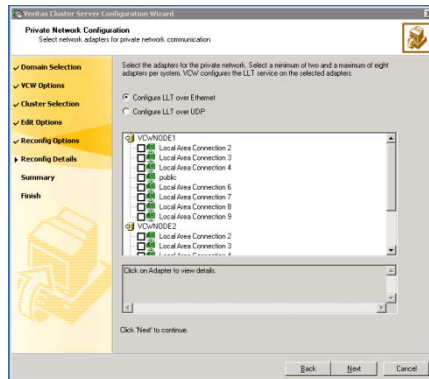 Veritas Cluster Server Configuration Wizard
Private Network Configuration
Select network adapters for private network communication
Domain Selection
VCW Options
Cluster Selection
Edit Options
Reconfig Options
Reconfig Details
Summary
Finish
Select the adapters for the private network. Select a minimum of two and a maximum of eight
adapters per system. VCW configures the LLT service on the selected adapters.
Configure LLT over Ethernet
Configure LLT over UDP
VCWNODE1
Local Area Connection 2
Local Area Connection 3
Local Area Connection 4
public
Local Area Connection 6
Local Area Connection 7
Local Area Connection 8
Local Area Connection 9
VCWNODE2
Local Area Connection 2
Local Area Connection 3
Local Area Connection 4
Click on Adapter to view details.
Click 'Next' to continue.
Back
Next
Cancel